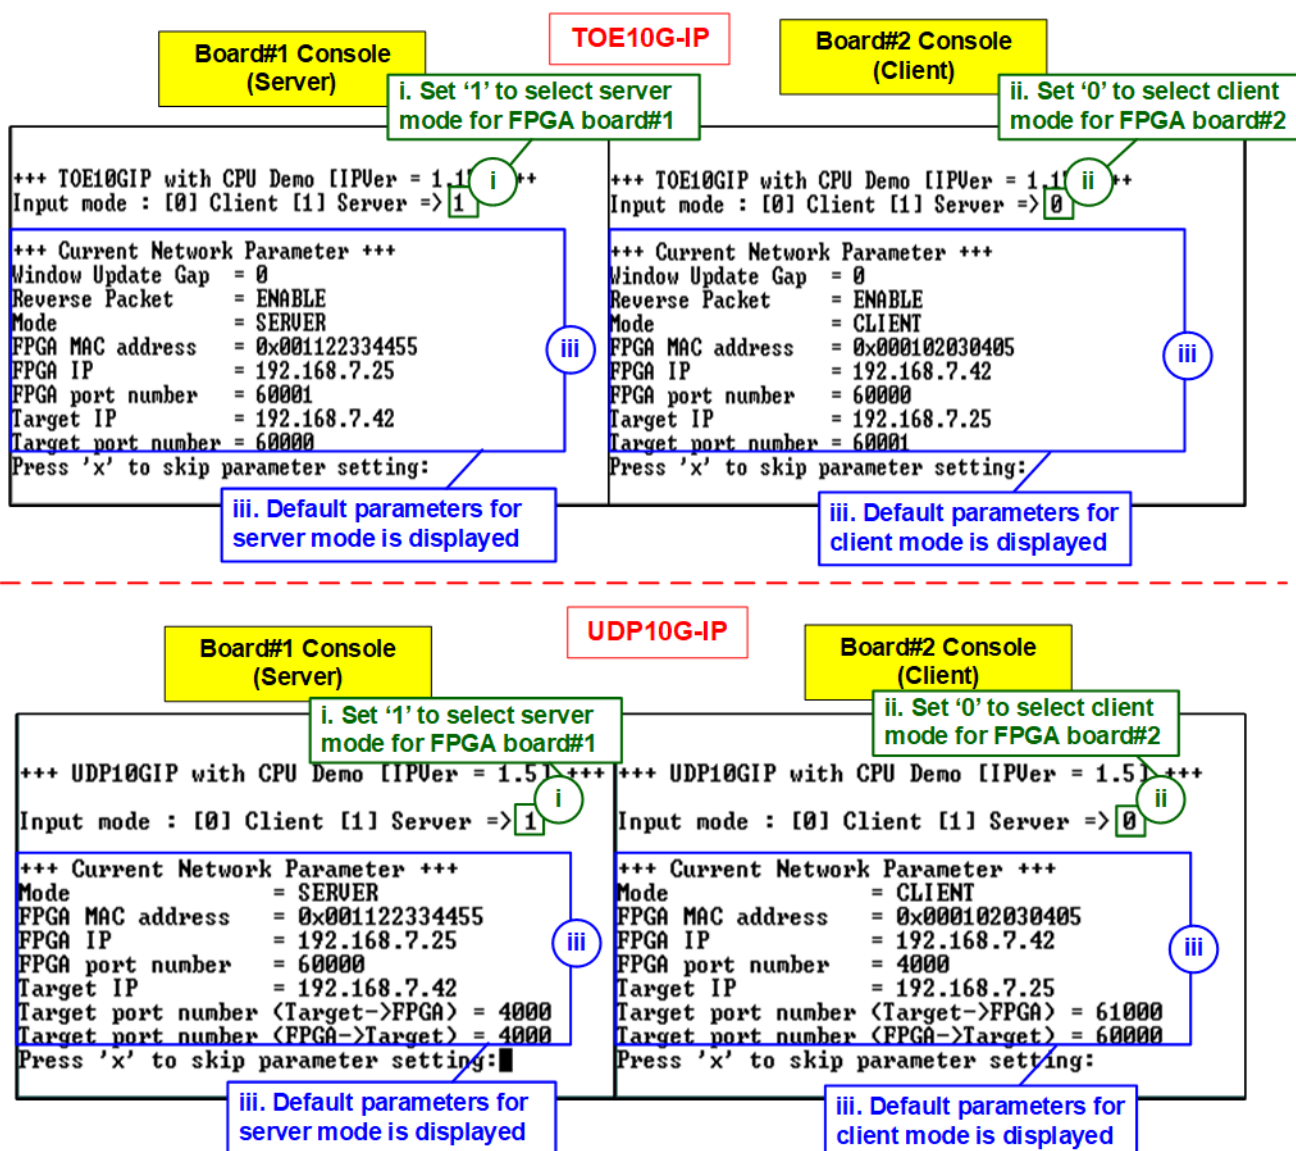 TOE10G-IP
Board#1 Console
(Server)
i. Set ‘1’ to select server
mode for FPGA board#1
+++ TOE10GIP with CPU Demo [IPVer = 1.1 ++
i
Input mode : [0] Client [1] Server => 1
+++ Current Network Parameter +++
Window Update Gap = 0
Reverse Packet = ENABLE
Mode = SERVER
FPGA MAC address = 0x001122334455
FPGA IP = 192.168.7.25
FPGA port number = 60001
Target IP = 192.168.7.42
Target port number = 60000
iii
Press 'x' to skip parameter setting:
iii. Default parameters for
server mode is displayed
Board#2 Console
(Client)
ii. Set ‘0’ to select client
mode for FPGA board#2
+++ TOE10GIP with CPU Demo [IPVer = 1.1 ++
ii
Input mode : [0] Client [1] Server => 0
+++ Current Network Parameter +++
Window Update Gap = 0
Reverse Packet = ENABLE
Mode = CLIENT
FPGA MAC address = 0x000102030405
FPGA IP = 192.168.7.42
FPGA port number = 60000
Target IP = 192.168.7.25
Target port number = 60001
iii
Press 'x' to skip parameter setting:
iii. Default parameters for
client mode is displayed
UDP10G-IP
Board#1 Console
(Server)
i. Set ‘1’ to select server
mode for FPGA board#1
+++ UDP10GIP with CPU Demo [IPVer = 1.5] +++
i
Input mode : [0] Client [1] Server => 1
+++ Current Network Parameter +++
Mode = SERVER
FPGA MAC address = 0x001122334455
FPGA IP = 192.168.7.25
FPGA port number = 60000
Target IP = 192.168.7.42
Target port number (Target->FPGA) = 4000
Target port number (FPGA->Target) = 4000
iii
Press 'x' to skip parameter setting:
iii. Default parameters for
server mode is displayed
Board#2 Console
(Client)
ii. Set ‘0’ to select client
mode for FPGA board#2
+++ UDP10GIP with CPU Demo [IPVer = 1.5] +++
ii
Input mode : [0] Client [1] Server => 0
+++ Current Network Parameter +++
Mode = CLIENT
FPGA MAC address = 0x000102030405
FPGA IP = 192.168.7.42
FPGA port number = 4000
Target IP = 192.168.7.25
Target port number (Target->FPGA) = 61000
Target port number (FPGA->Target) = 60000
iii
Press 'x' to skip parameter setting:
iii. Default parameters for
client mode is displayed